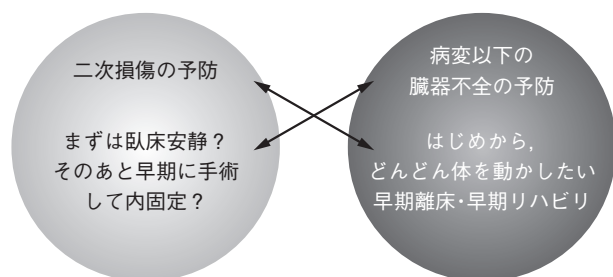 二次損傷の予防
まずは臥床安静？
そのあと早期に手術
して内固定？
病変以下の
臓器不全の予防
はじめから，
どんどん体を動かしたい
早期離床・早期リハビリ